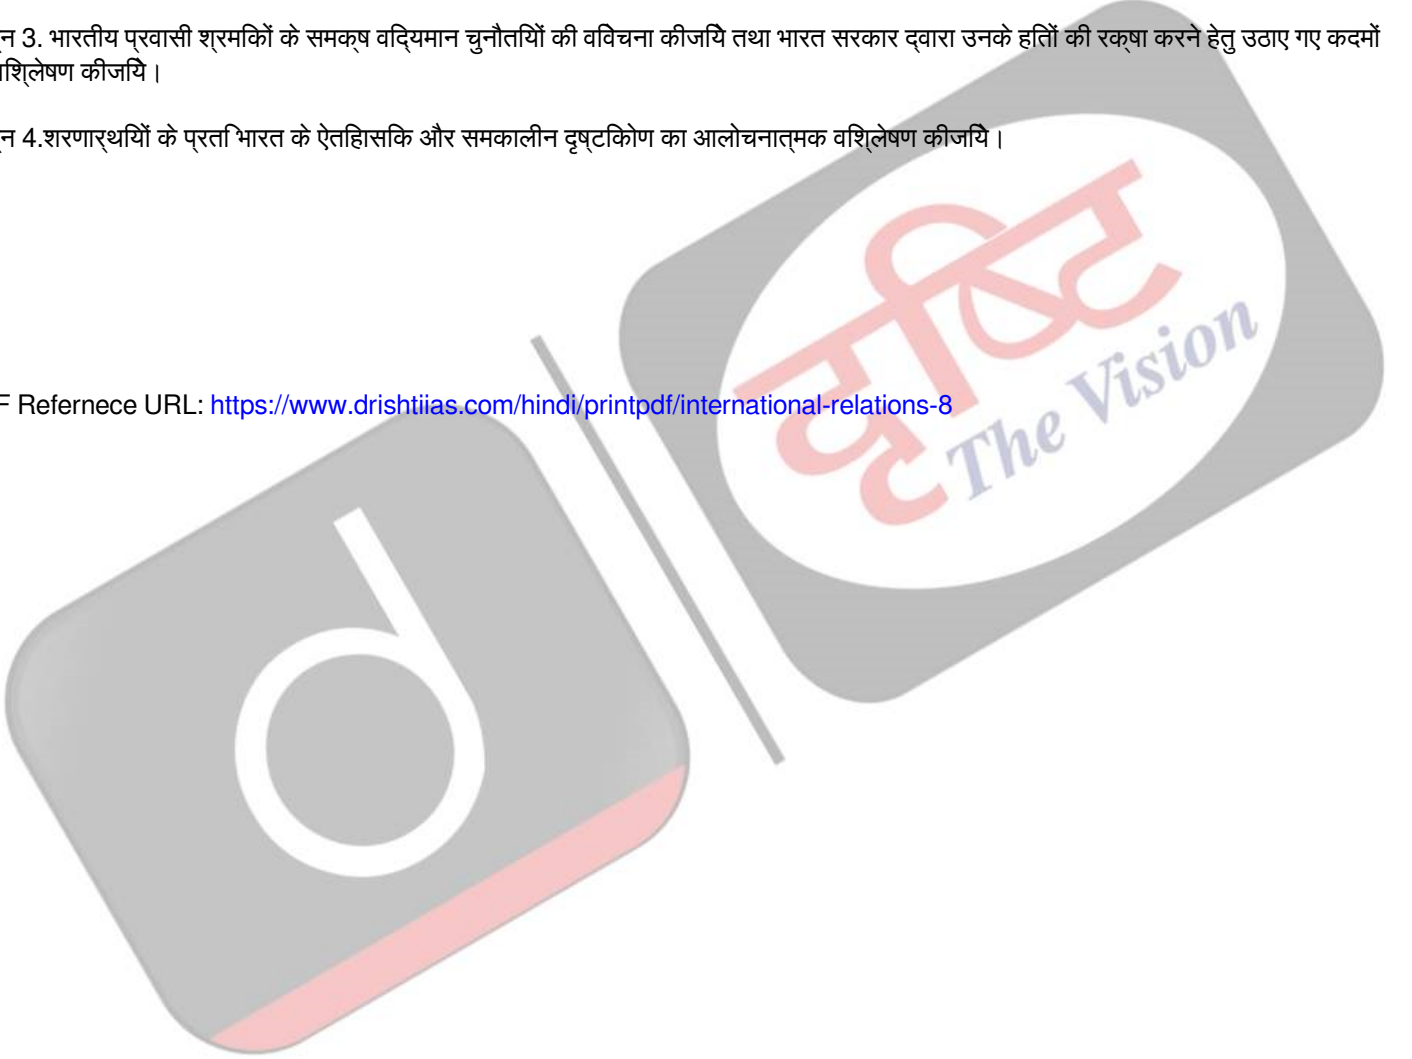 न 3. भारतीय प्रवासी श्रमिकों के समक्ष विद्यमान चुनौतियों की विवेचना कीजिये तथा भारत सरकार द्वारा उनके हितों की रक्षा करने हेतु उठाए गए कदमों
विश्लेषण कीजिये।
न 4.शरणार्थियों के प्रति भारत के ऐतिहासिक और समकालीन दृष्टिकोण का आलोचनात्मक विश्लेषण कीजिये।
दृष्टि
The Vision
F Refernece URL: https://www.drishtiias.com/hindi/printpdf/international-relations-8